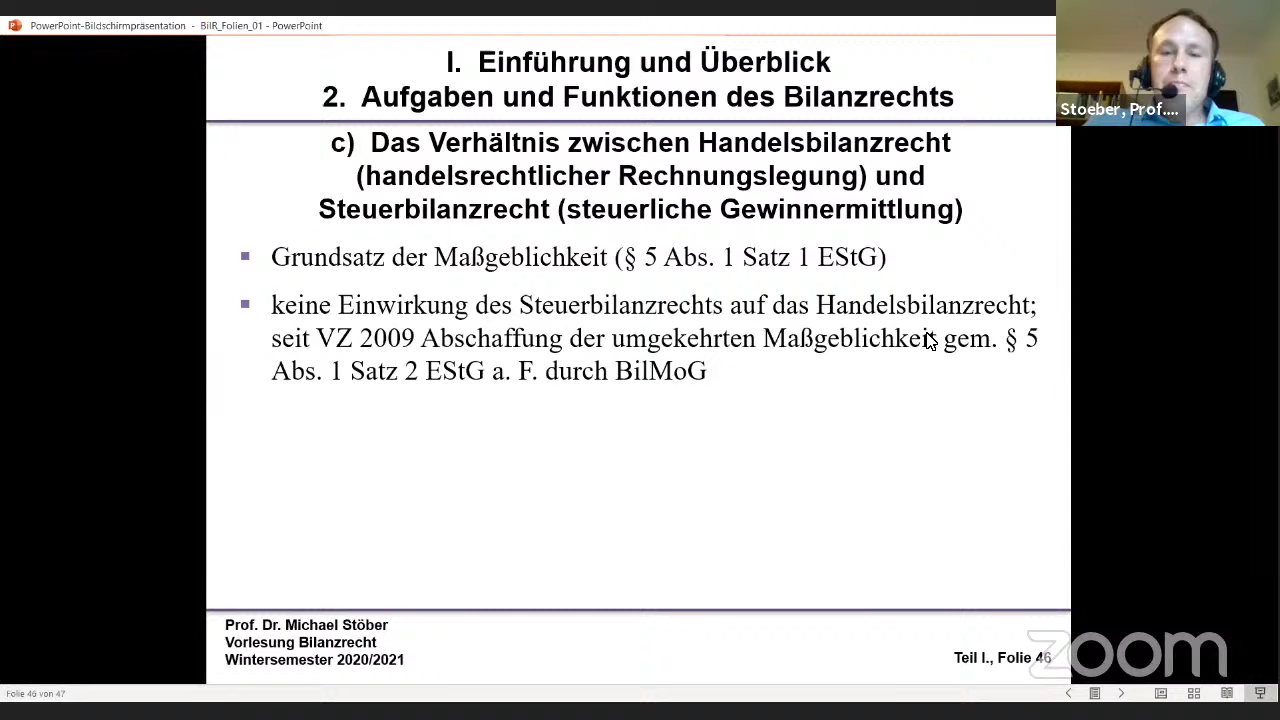 PowerPoint-Bildschirmpräsentation - BilR_Folien_01 - PowerPoint
Stoeber, Prof....
I. Einführung und Überblick
2. Aufgaben und Funktionen des Bilanzrechts
c) Das Verhältnis zwischen Handelsbilanzrecht
(handelsrechtlicher Rechnungslegung) und
Steuerbilanzrecht (steuerliche Gewinnermittlung)
Grundsatz der Maßgeblichkeit (§ 5 Abs. 1 Satz 1 EStG)
keine Einwirkung des Steuerbilanzrechts auf das Handelsbilanzrecht;
seit VZ 2009 Abschaffung der umgekehrten Maßgeblichkeit gem. § 5
Abs. 1 Satz 2 EStG a. F. durch BilMoG
Prof. Dr. Michael Stöber
Vorlesung Bilanzrecht
Wintersemester 2020/2021
Teil I., Folie 46
zoom
Folie 46 von 47